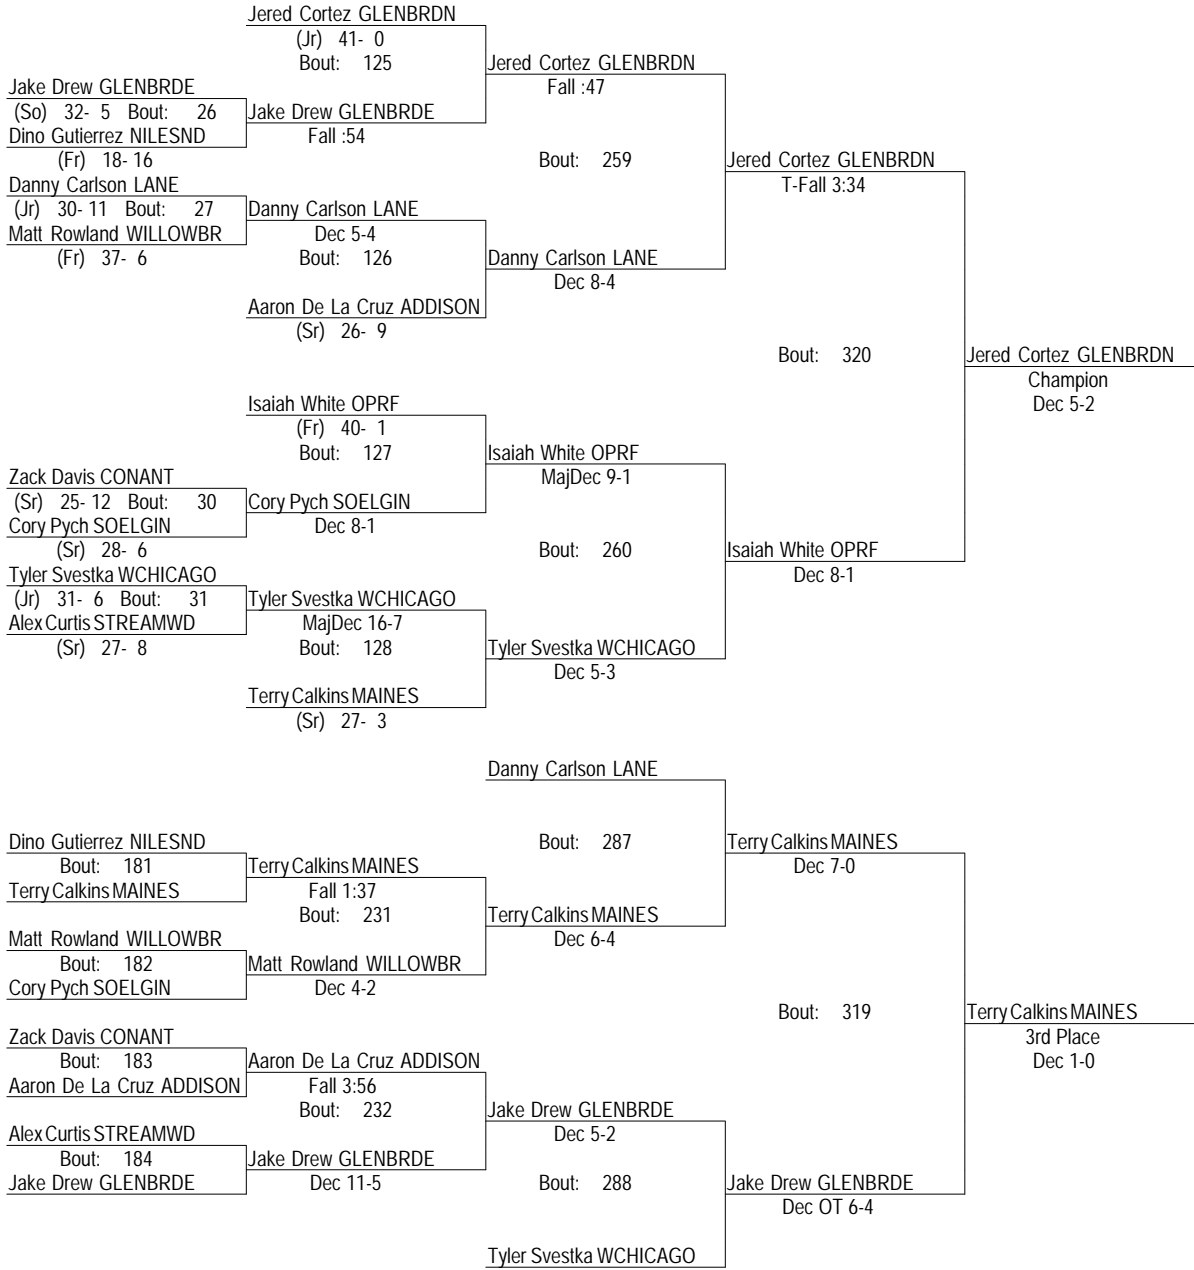 Jered Cortez GLENBRDN
(Jr) 41- 0
Bout: 125
Jered Cortez GLENBRDN
Fall :47
Jake Drew GLENBRDE
(So) 32- 5 Bout: 26
Jake Drew GLENBRDE
Fall :54
Dino Gutierrez NILESND
(Fr) 18- 16
Bout: 259
Jered Cortez GLENBRDN
T-Fall 3:34
Danny Carlson LANE
(Jr) 30- 11 Bout: 27
Danny Carlson LANE
Dec 5-4
Matt Rowland WILLOWBR
(Fr) 37- 6
Bout: 126
Danny Carlson LANE
Dec 8-4
Aaron De La Cruz ADDISON
(Sr) 26- 9
Bout: 320
Jered Cortez GLENBRDN
Champion
Dec 5-2
Isaiah White OPRF
(Fr) 40- 1
Bout: 127
Isaiah White OPRF
MajDec 9-1
Zack Davis CONANT
(Sr) 25- 12 Bout: 30
Cory Pych SOELGIN
Dec 8-1
Cory Pych SOELGIN
(Sr) 28- 6
Bout: 260
Isaiah White OPRF
Dec 8-1
Tyler Svestka WCHICAGO
(Jr) 31- 6 Bout: 31
Tyler Svestka WCHICAGO
MajDec 16-7
Alex Curtis STREAMWD
(Sr) 27- 8
Bout: 128
Tyler Svestka WCHICAGO
Dec 5-3
Terry Calkins MAINES
(Sr) 27- 3
Danny Carlson LANE
Dino Gutierrez NILESND
Bout: 181
Terry Calkins MAINES
Bout: 287
Terry Calkins MAINES
Dec 7-0
Terry Calkins MAINES
Fall 1:37
Bout: 231
Terry Calkins MAINES
Dec 6-4
Matt Rowland WILLOWBR
Bout: 182
Cory Pych SOELGIN
Matt Rowland WILLOWBR
Dec 4-2
Bout: 319
Terry Calkins MAINES
3rd Place
Dec 1-0
Zack Davis CONANT
Bout: 183
Aaron De La Cruz ADDISON
Aaron De La Cruz ADDISON
Fall 3:56
Bout: 232
Jake Drew GLENBRDE
Dec 5-2
Alex Curtis STREAMWD
Bout: 184
Jake Drew GLENBRDE
Jake Drew GLENBRDE
Dec 11-5
Bout: 288
Jake Drew GLENBRDE
Dec OT 6-4
Tyler Svestka WCHICAGO